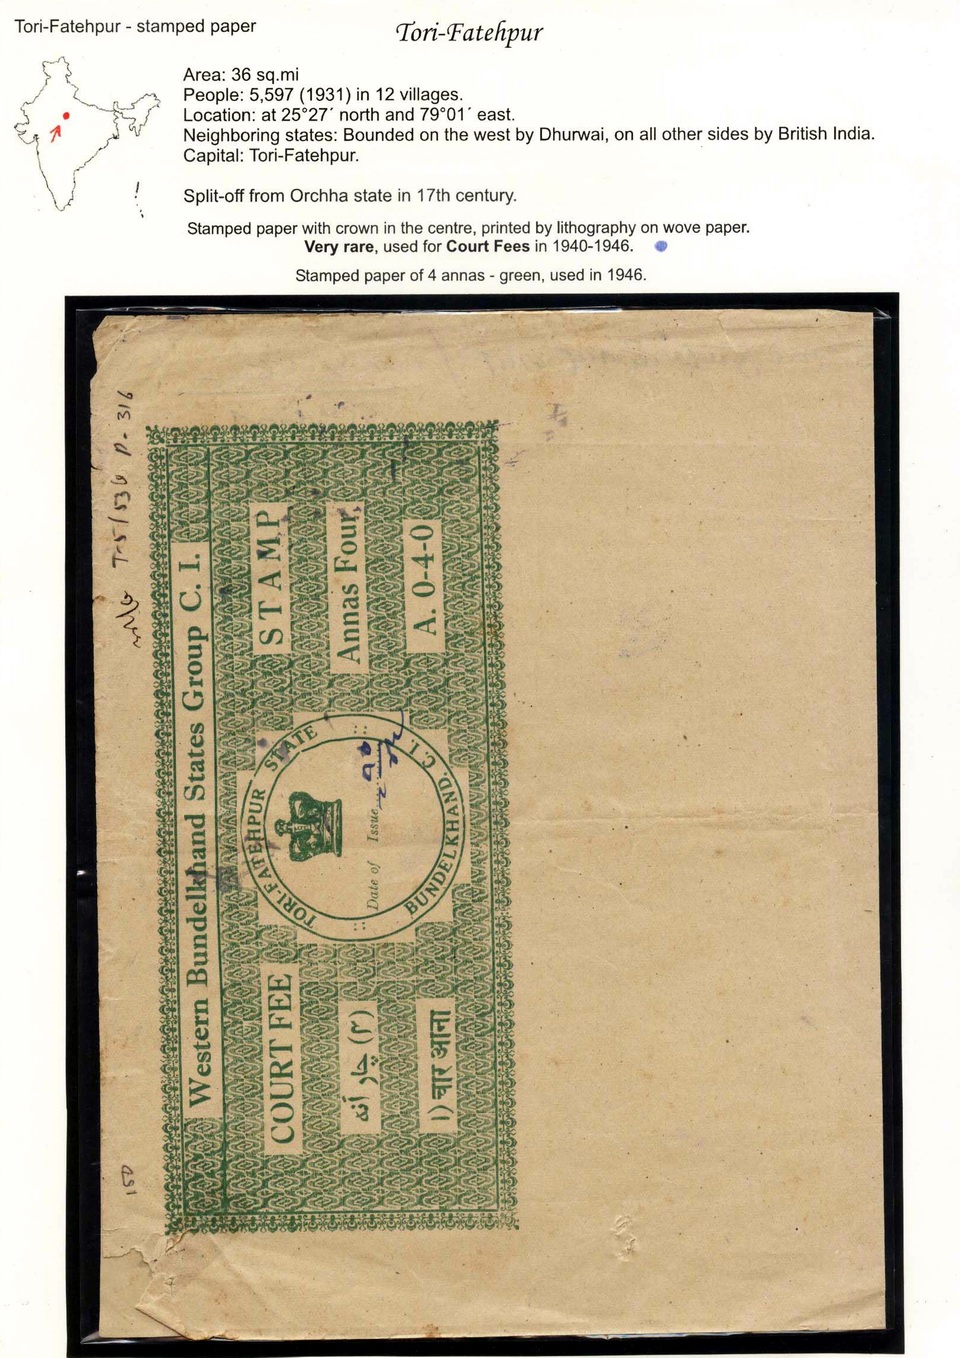 Tori-Fatehpur - stamped paper
Tori-Fatehpur
Area: 36 sq.mi
People: 5,597 (1931) in 12 villages.
Location: at 25°27´ north and 79°01´ east.
Neighboring states: Bounded on the west by Dhurwai, on all other sides by British India.
Capital: Tori-Fatehpur.
Split-off from Orchha state in 17th century.
Stamped paper with crown in the centre, printed by lithography on wove paper.
Very rare, used for Court Fees in 1940-1946.
Stamped paper of 4 annas - green, used in 1946.
T-5/530 P. 316
150
Western Bundelkhand States Group C. I.
COURT FEE
STAMP
TORI-FATEHPUR STATE
Date of Issue
BUNDELKHAND. C. I.
چار آنه (۴)
Annas Four,
।) चार आना
A. 0-4-0